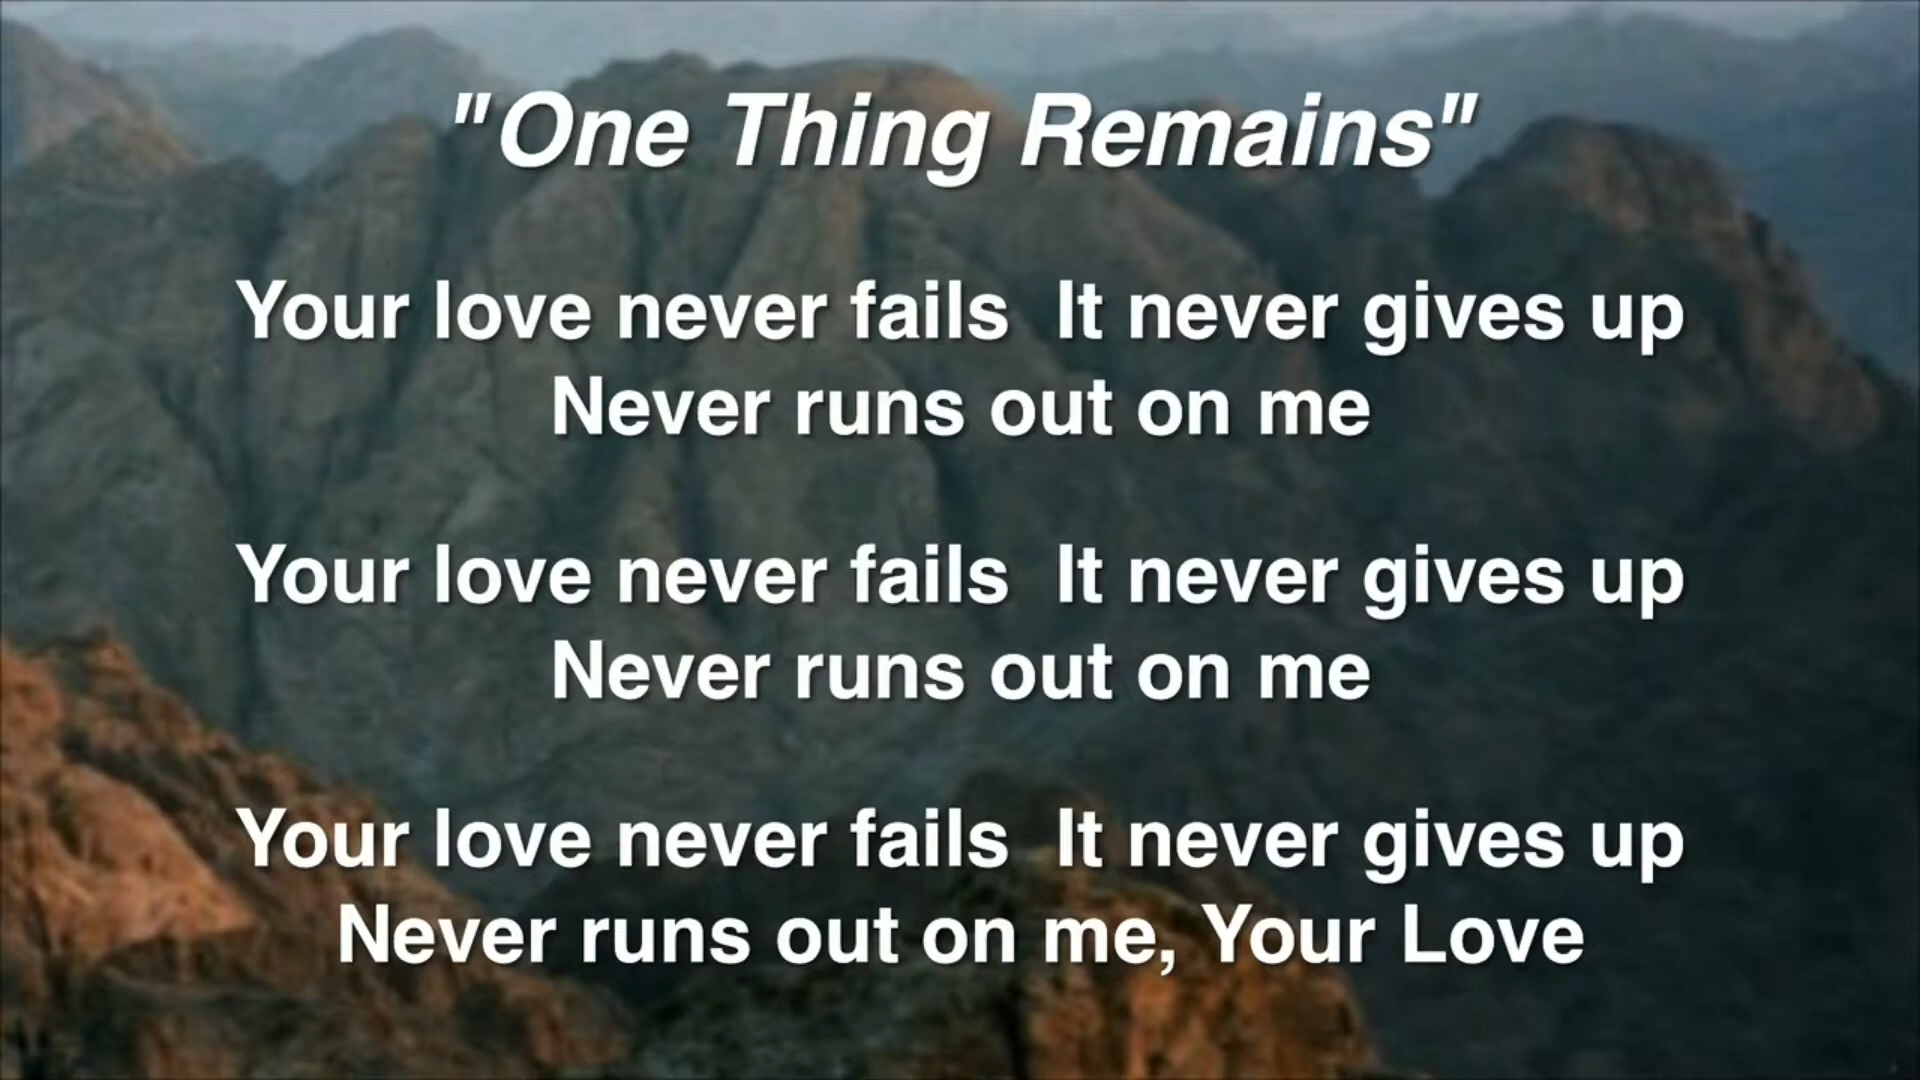 "One Thing Remains"
Your love never fails  It never gives up
Never runs out on me
Your love never fails  It never gives up
Never runs out on me
Your love never fails  It never gives up
Never runs out on me, Your Love